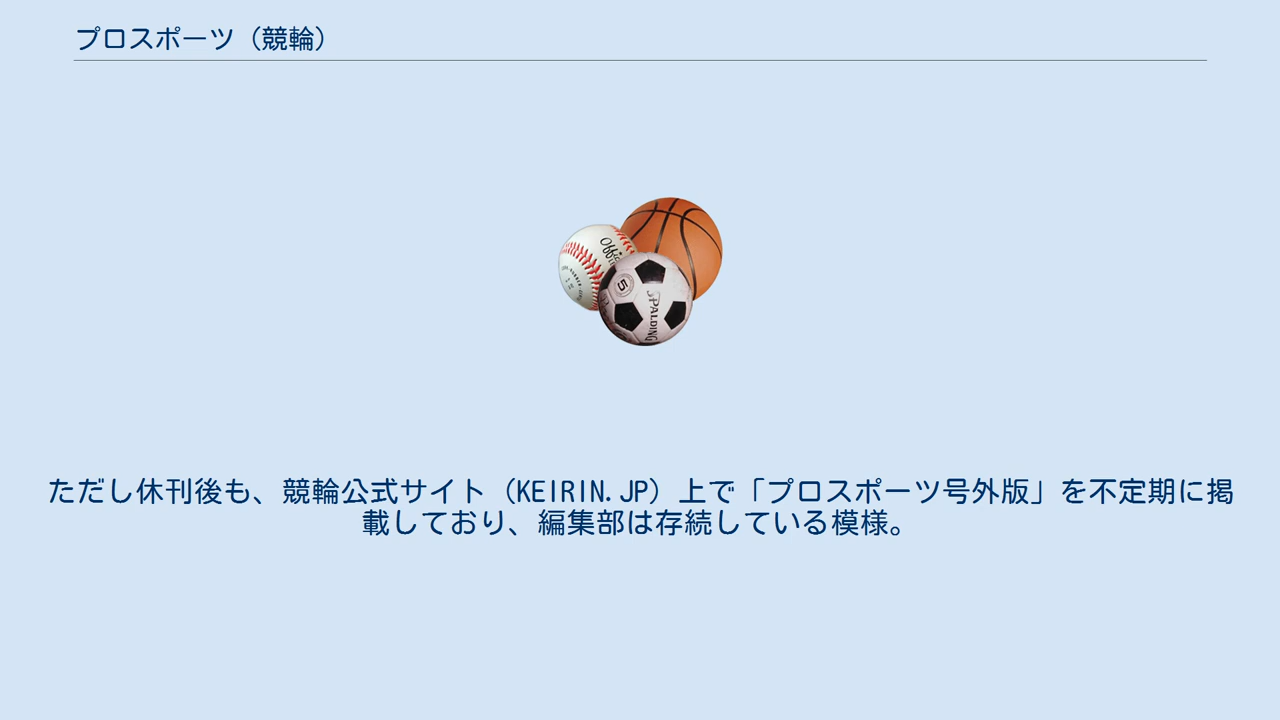 プロスポーツ（競輪）
Offici
5
SPALDING
ただし休刊後も、競輪公式サイト（KEIRIN.JP）上で「プロスポーツ号外版」を不定期に掲
載しており、編集部は存続している模様。